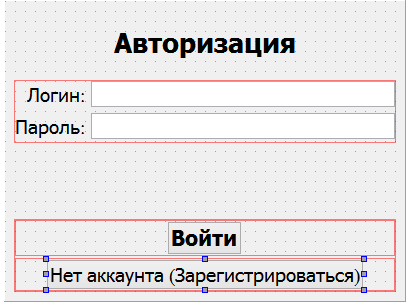 Авторизация
Логин:
Пароль:
Войти
Нет аккаунта (Зарегистрироваться)